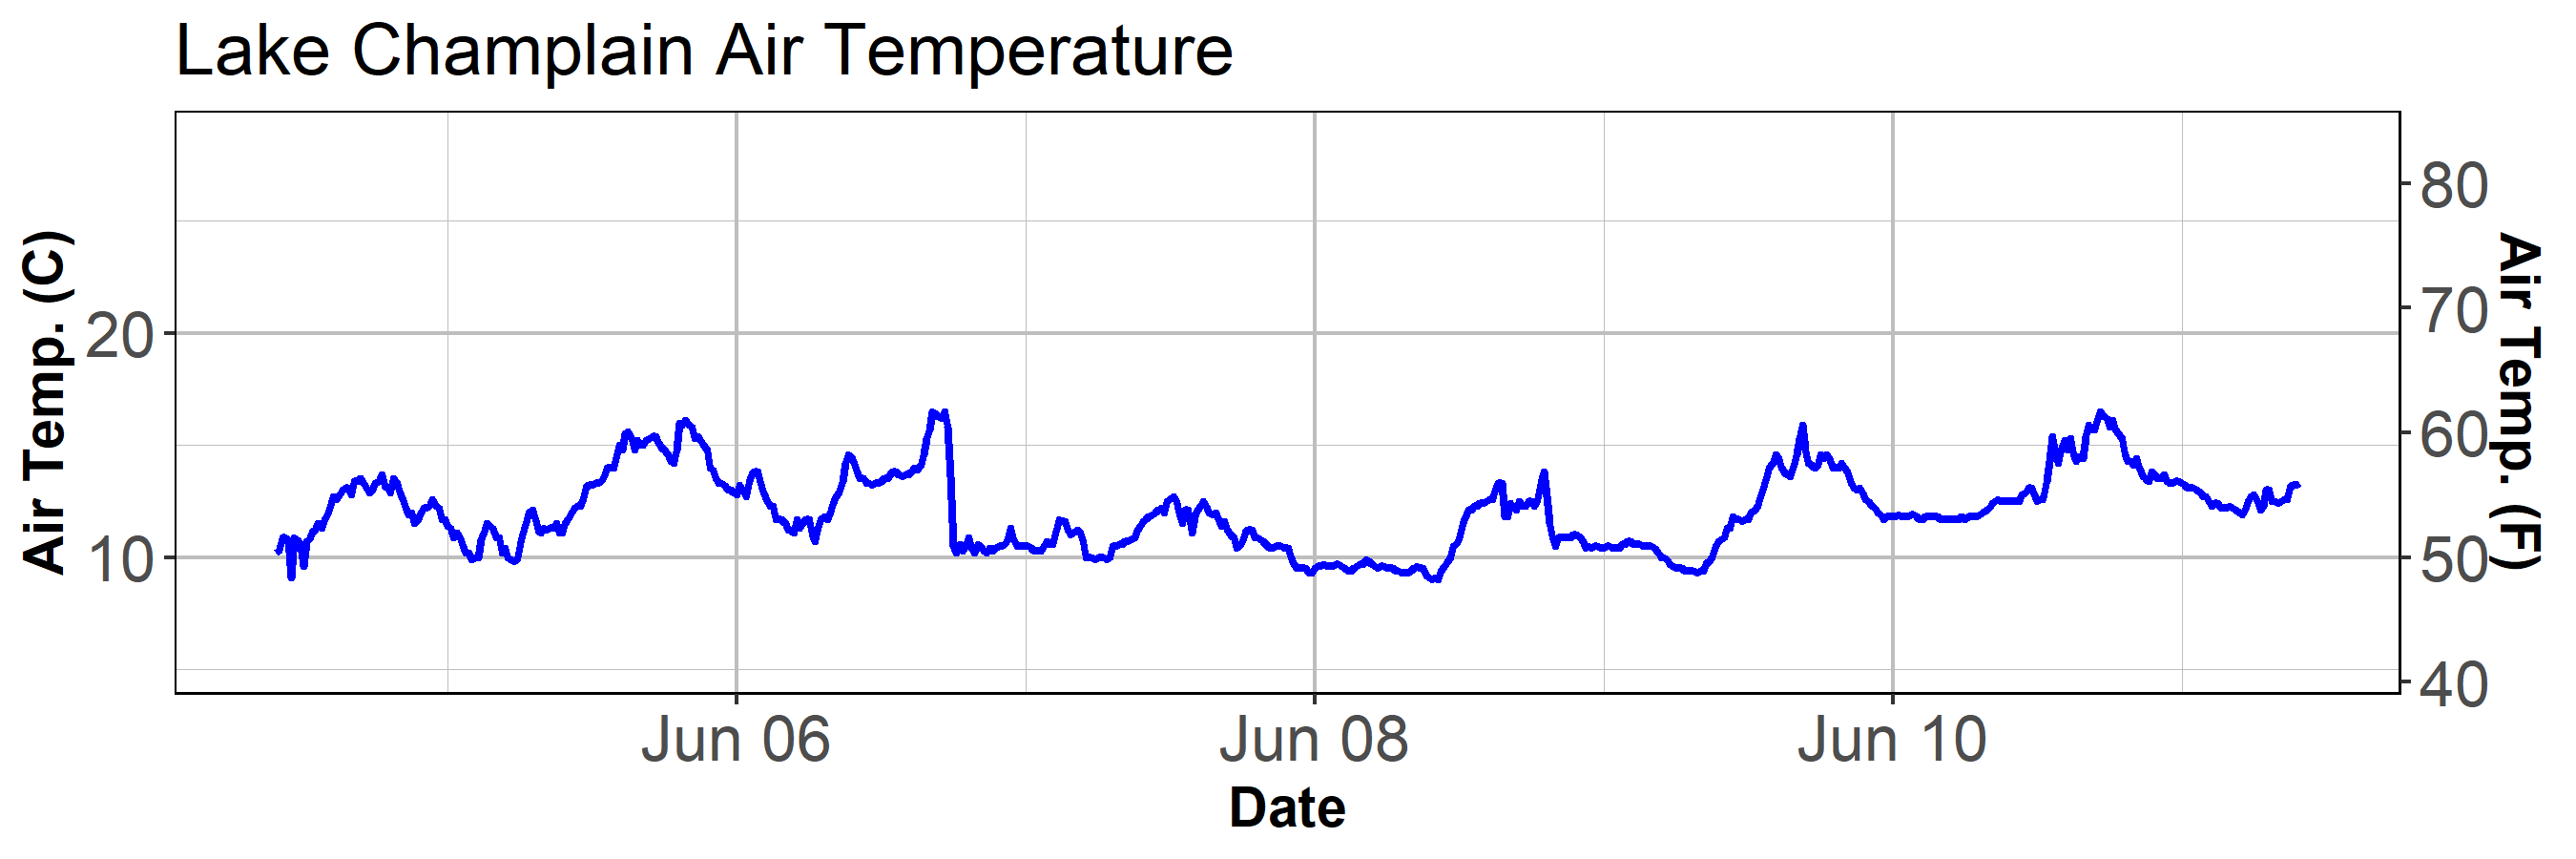 Lake Champlain Air Temperature
Air Temp. (C)
20
10
80
70
60
50
40
Air Temp. (F)
Jun 06
Jun 08
Jun 10
Date